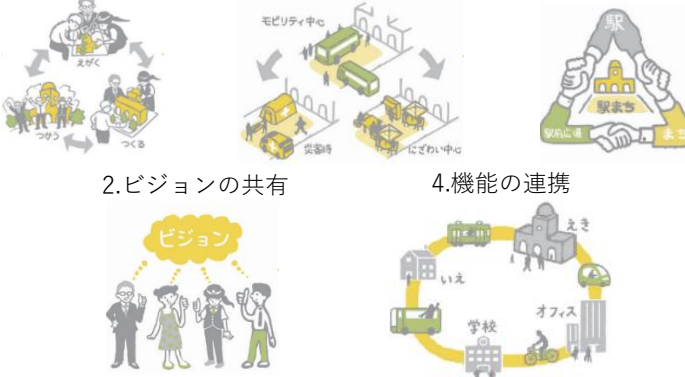 えがく
つかう
つくる
モビリティ中心
災害時
にぎわい中心
駅
駅まち
駅前広場
まち
2.ビジョンの共有
4.機能の連携
ビジョン
えき
いえ
オフィス
学校